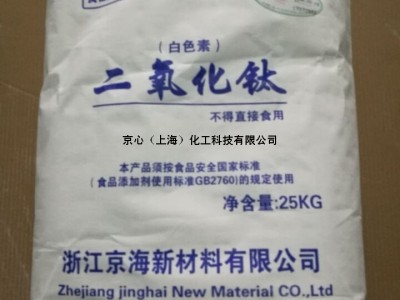 （白色素）
二氧化钛
不得直接食用
京心（上海）化工科技有限公司
本产品须按食品安全国家标准
（食品添加剂使用标准GB2760)的规定使用
净含量:25KG
浙江京海新材料有限公司
Zhejiang jinghai New Material CO.,Ltd